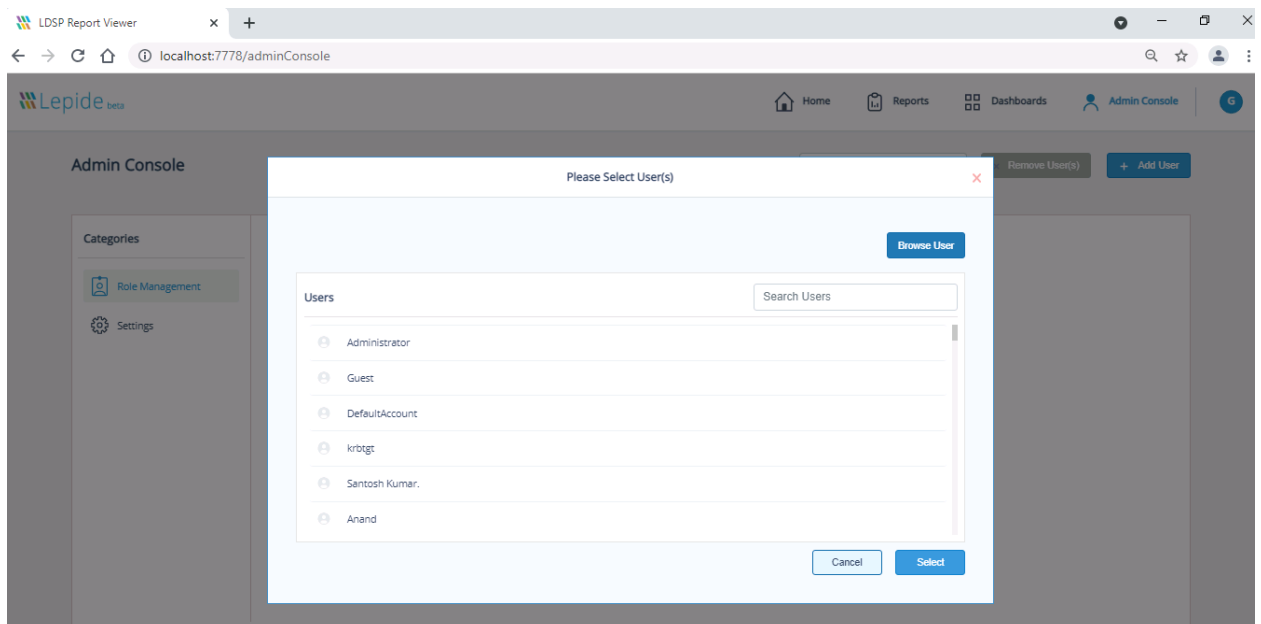 LDSP Report Viewer
localhost:7778/adminConsole
Lepide beta
Home
Reports
Dashboards
Admin Console
G
Admin Console
Remove User(s)
+ Add User
Please Select User(s)
Categories
Role Management
Settings
Browse User
Users
Search Users
Administrator
Guest
DefaultAccount
krbtgt
Santosh Kumar.
Anand
Cancel
Select